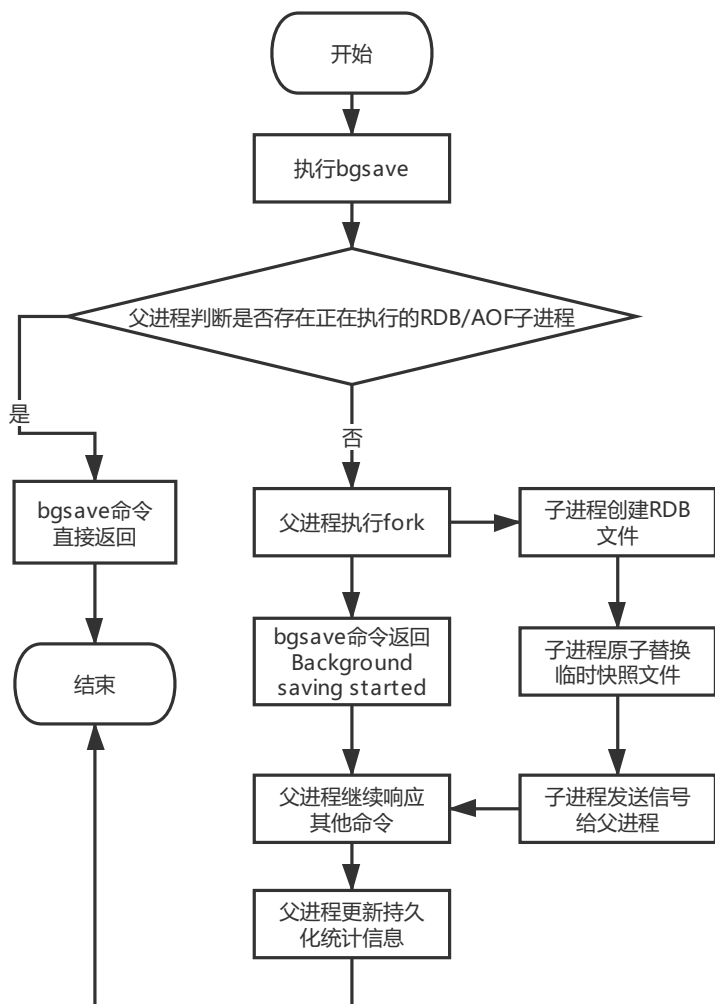 开始
执行bgsave
父进程判断是否存在正在执行的RDB/AOF子进程
是
否
bgsave命令
直接返回
父进程执行fork
子进程创建RDB
文件
bgsave命令返回
Background
saving started
子进程原子替换
临时快照文件
结束
父进程继续响应
其他命令
子进程发送信号
给父进程
父进程更新持久
化统计信息